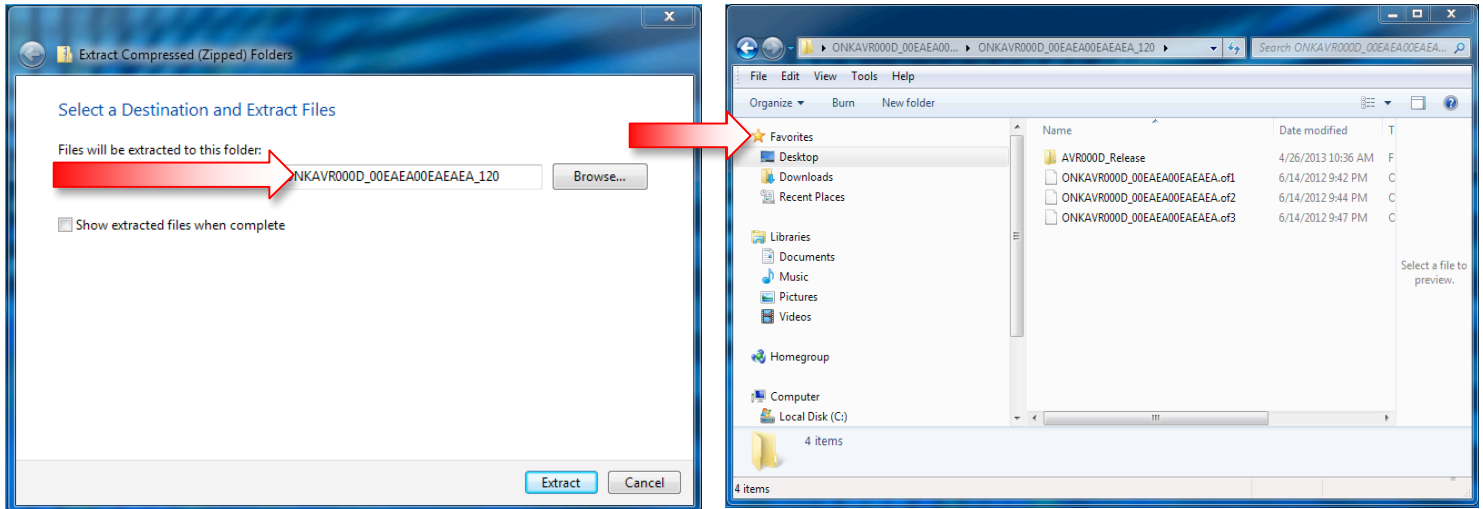 Extract Compressed (Zipped) Folders
Select a Destination and Extract Files
Files will be extracted to this folder:
NKAVR000D_00EAEA00EAEAEA_120
Browse...
Show extracted files when complete
Extract
Cancel
ONKAVR000D_00EAEA00... ONKAVR000D_00EAEA00EAEAEA_120
Search ONKAVR000D_00EAEA00EAEA...
File Edit View Tools Help
Organize Burn New folder
Favorites
Desktop
Downloads
Recent Places
Libraries
Documents
Music
Pictures
Videos
Homegroup
Computer
Local Disk (C:)
Name Date modified T
AVR000D_Release 4/26/2013 10:36 AM F
ONKAVR000D_00EAEA00EAEAEA.of1 6/14/2012 9:42 PM C
ONKAVR000D_00EAEA00EAEAEA.of2 6/14/2012 9:44 PM C
ONKAVR000D_00EAEA00EAEAEA.of3 6/14/2012 9:47 PM C
Select a file to
preview.
4 items
4 items